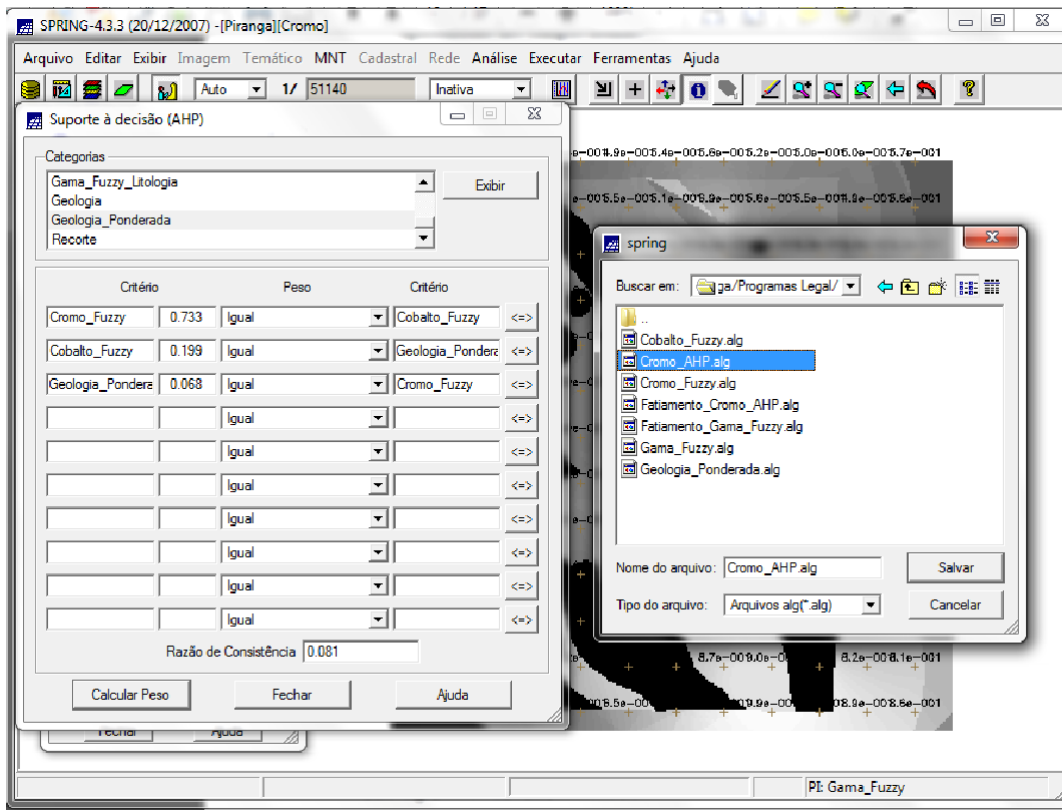 SPRING-4.3.3 (20/12/2007) -[Piranga][Cromo]
Arquivo Editar Exibir Imagem Temático MNT Cadastral Rede Análise Executar Ferramentas Ajuda
Auto 1/ 51140 Inativa
Suporte à decisão (AHP)
Categorias
Gama_Fuzzy_Litologia
Geologia
Geologia_Ponderada
Recorte
Exibir
Critério Peso Critério
Cromo_Fuzzy 0.733 Igual Cobalto_Fuzzy <=>
Cobalto_Fuzzy 0.199 Igual Geologia_Pondera <=>
Geologia_Pondera 0.068 Igual Cromo_Fuzzy <=>
Igual <=>
Igual <=>
Igual <=>
Igual <=>
Igual <=>
Igual <=>
Igual <=>
Razão de Consistência 0.081
Calcular Peso Fechar Ajuda
Fechar Ajuda
spring
Buscar em: ga/Programas Legal/
..
Cobalto_Fuzzy.alg
Cromo_AHP.alg
Cromo_Fuzzy.alg
Fatiamento_Cromo_AHP.alg
Fatiamento_Gama_Fuzzy.alg
Gama_Fuzzy.alg
Geologia_Ponderada.alg
Nome do arquivo: Cromo_AHP.alg Salvar
Tipo do arquivo: Arquivos alg(*.alg) Cancelar
PI: Gama_Fuzzy